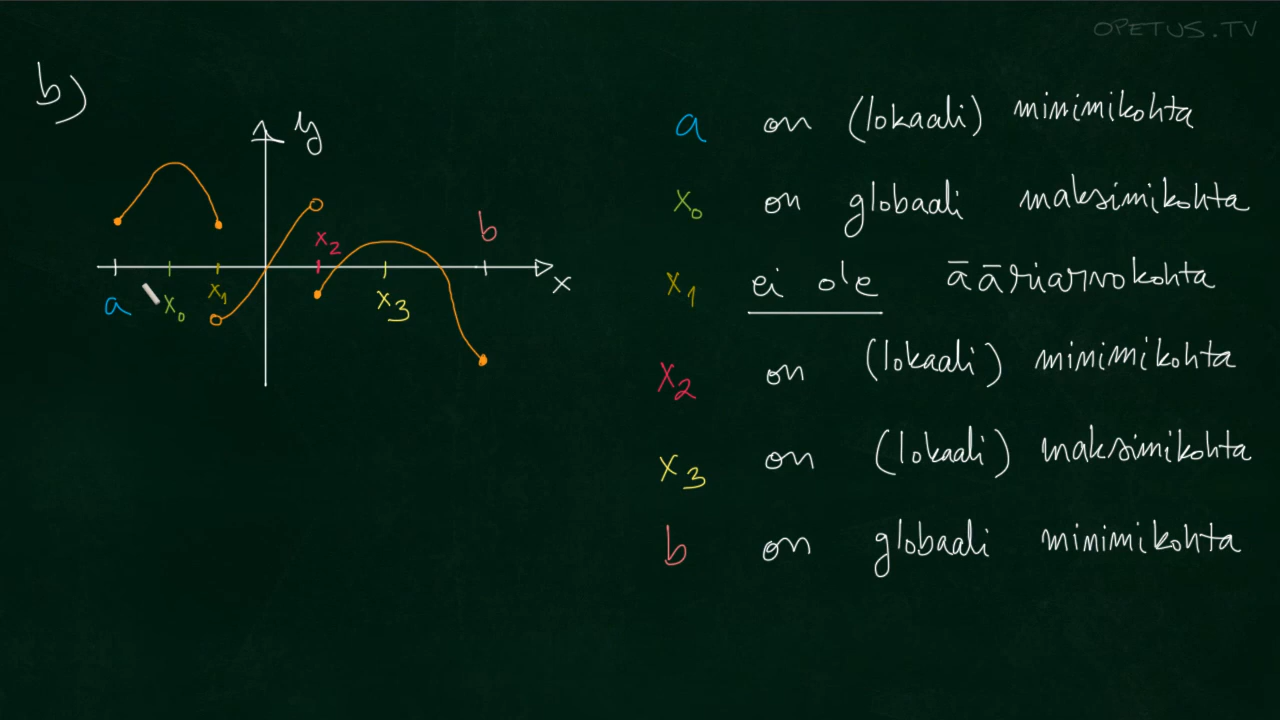 OPETUS.TV
b)
y
x
a
x₀
x₁
x₂
x₃
b
a on (lokaali) minimikohta
x₀ on globaali maksimikohta
x₁ ei ole ääriarvokohta
x₂ on (lokaali) minimikohta
x₃ on (lokaali) maksimikohta
b on globaali minimikohta